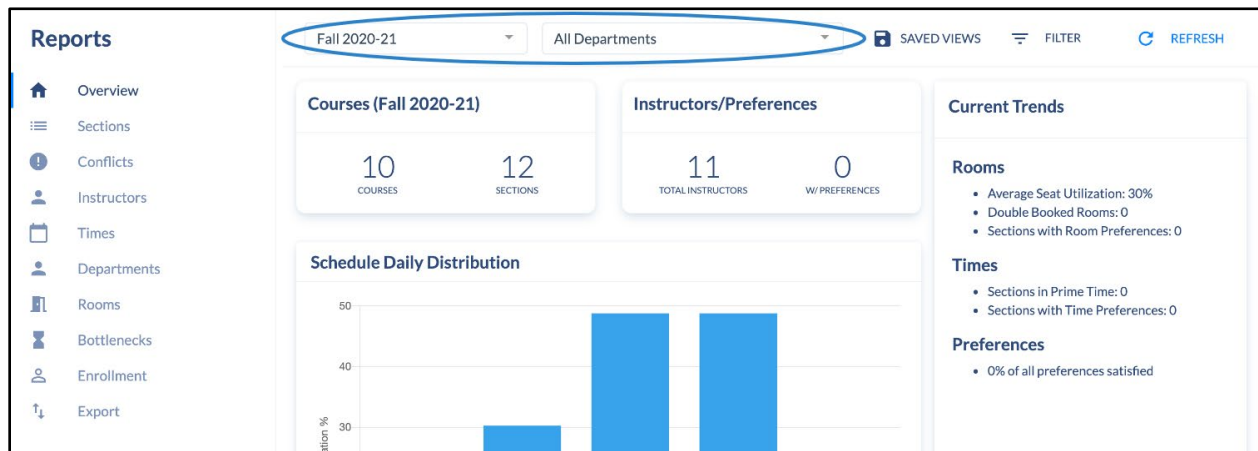 Reports
Fall 2020-21
All Departments
SAVED VIEWS
FILTER
REFRESH
Overview
Sections
Conflicts
Instructors
Times
Departments
Rooms
Bottlenecks
Enrollment
Export
Courses (Fall 2020-21)
10
COURSES
12
SECTIONS
Instructors/Preferences
11
TOTAL INSTRUCTORS
0
W/ PREFERENCES
Schedule Daily Distribution
50
40
30
Current Trends
Rooms
• Average Seat Utilization: 30%
• Double Booked Rooms: 0
• Sections with Room Preferences: 0
Times
• Sections in Prime Time: 0
• Sections with Time Preferences: 0
Preferences
• 0% of all preferences satisfied